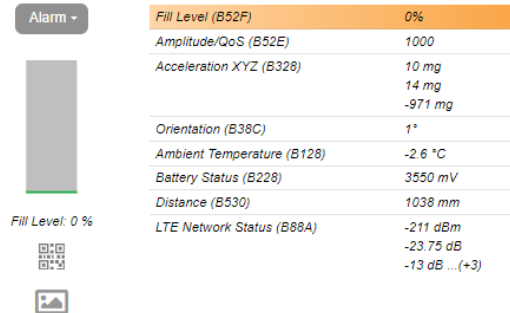 Alarm
Fill Level (B52F) 0%
Amplitude/QoS (B52E) 1000
Acceleration XYZ (B328) 10 mg
14 mg
-971 mg
Orientation (B38C) 1°
Ambient Temperature (B128) -2.6 °C
Battery Status (B228) 3550 mV
Distance (B530) 1038 mm
Fill Level: 0 %
LTE Network Status (B88A) -211 dBm
-23.75 dB
-13 dB ...(+3)